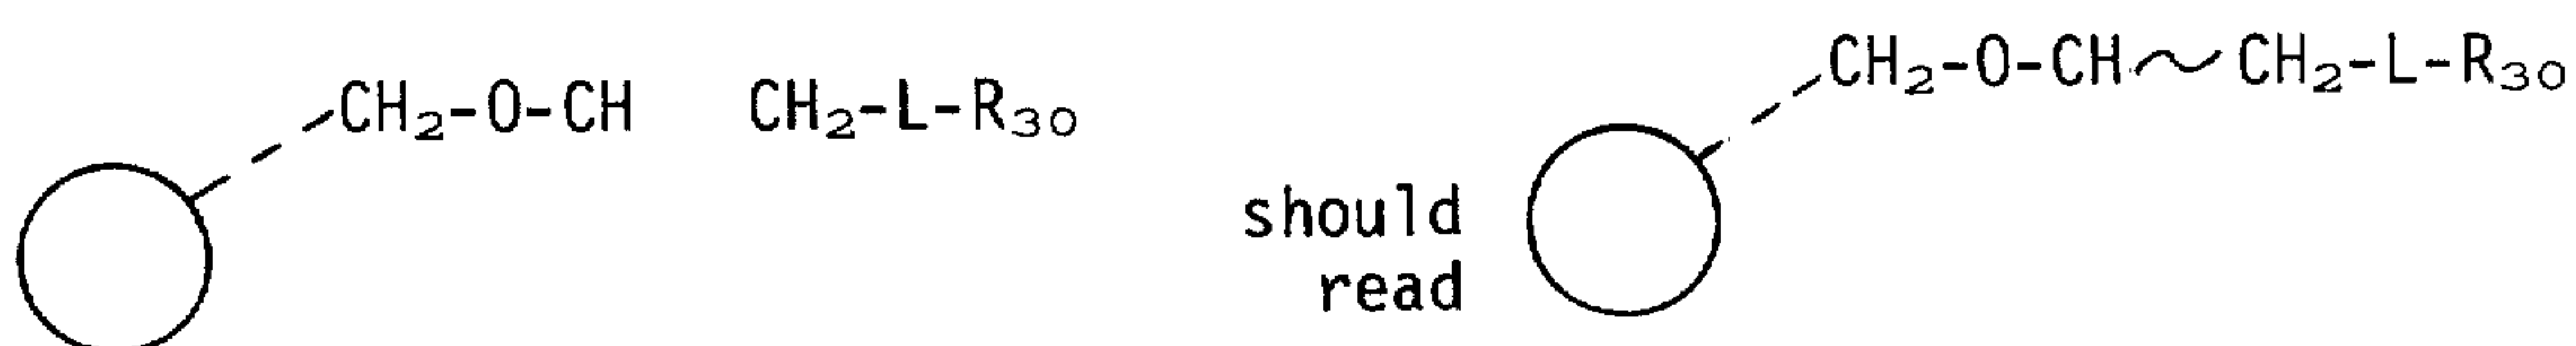 CH₂-O-CH CH₂-L-R₃₀
should
read
CH₂-O-CH~CH₂-L-R₃₀